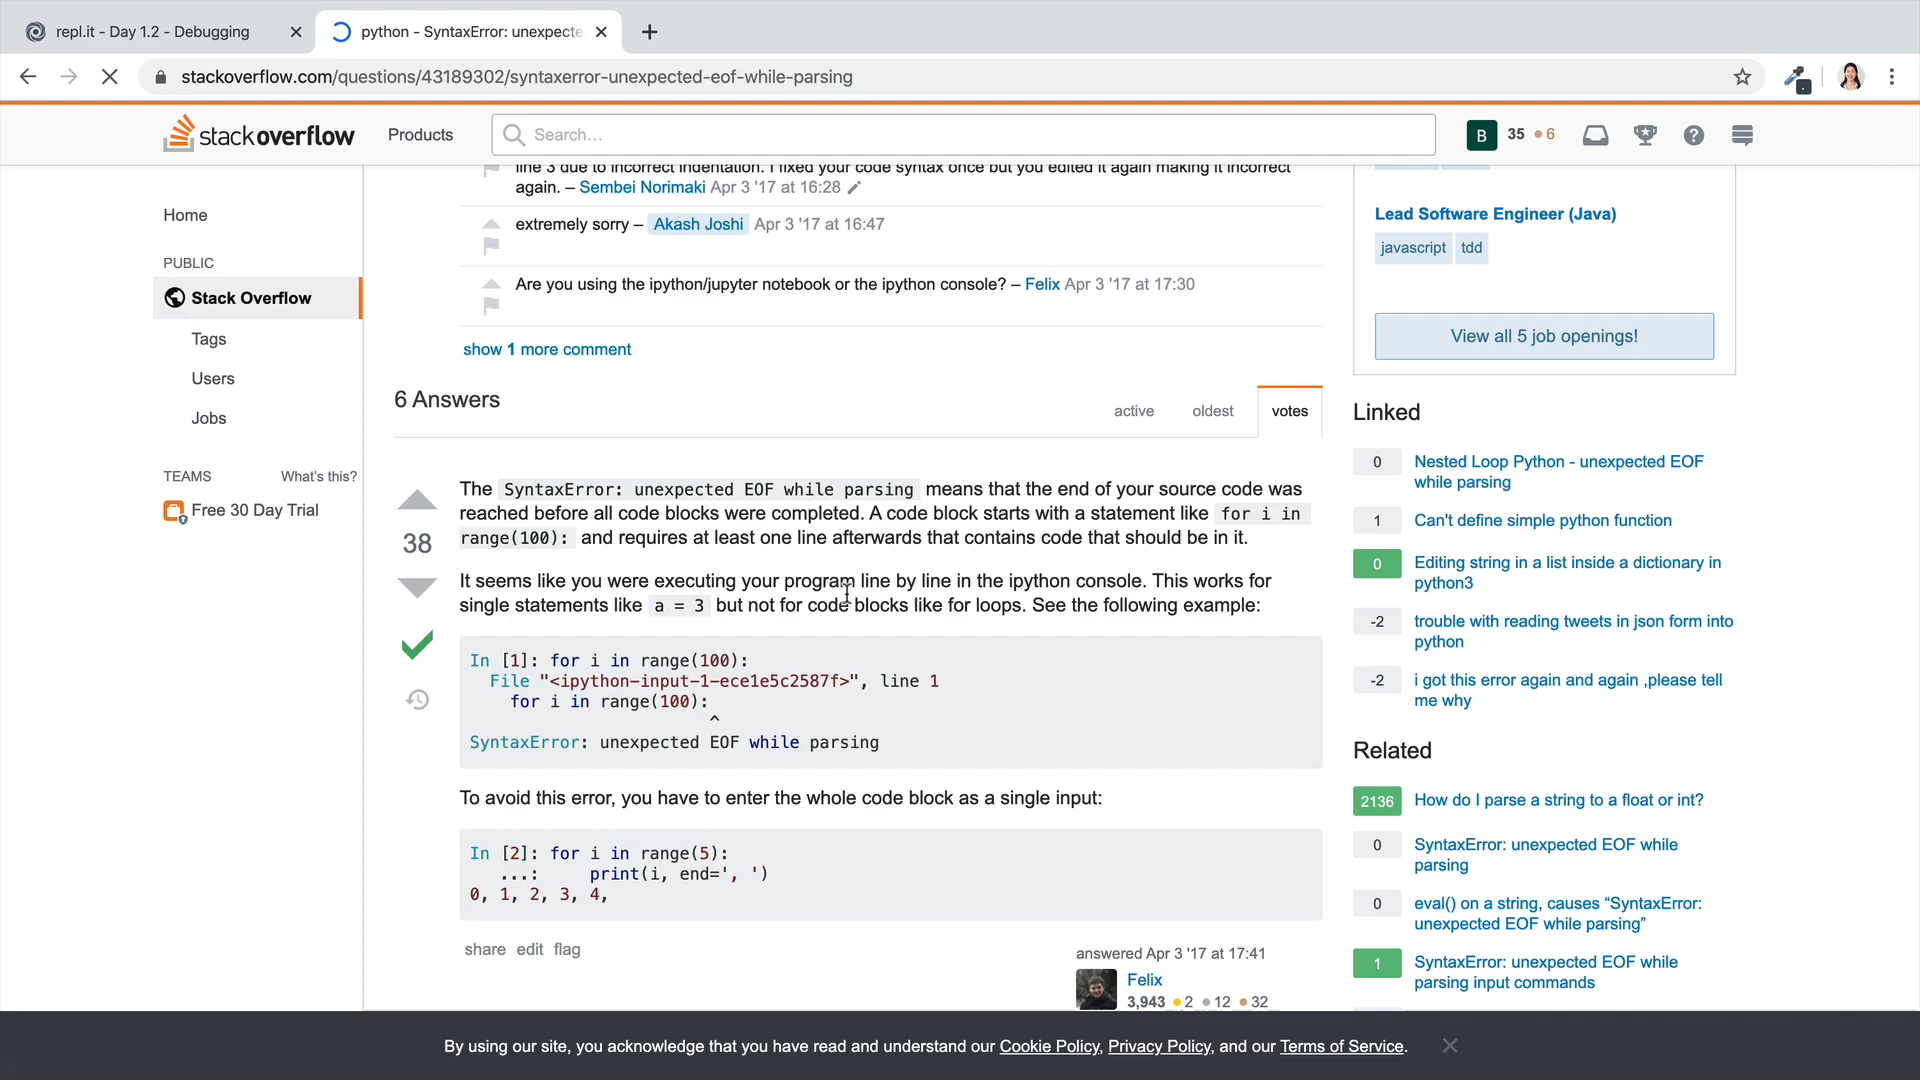 repl.it - Day 1.2 - Debugging
python - SyntaxError: unexpecte
stackoverflow.com/questions/43189302/syntaxerror-unexpected-eof-while-parsing
stackoverflow
Products
Search...
B
35
6
line 3 due to incorrect indentation. I fixed your code syntax once but you edited it again making it incorrect
again. – Sembei Norimaki Apr 3 '17 at 16:28
extremely sorry – Akash Joshi Apr 3 '17 at 16:47
Are you using the ipython/jupyter notebook or the ipython console? – Felix Apr 3 '17 at 17:30
show 1 more comment
Home
PUBLIC
Stack Overflow
Tags
Users
Jobs
TEAMS What's this?
Free 30 Day Trial
6 Answers
active oldest votes
38
The SyntaxError: unexpected EOF while parsing means that the end of your source code was
reached before all code blocks were completed. A code block starts with a statement like for i in
range(100): and requires at least one line afterwards that contains code that should be in it.
It seems like you were executing your program line by line in the ipython console. This works for
single statements like a = 3 but not for code blocks like for loops. See the following example:
In [1]: for i in range(100):
File "<ipython-input-1-ece1e5c2587f>", line 1
for i in range(100):
^
SyntaxError: unexpected EOF while parsing
To avoid this error, you have to enter the whole code block as a single input:
In [2]: for i in range(5):
...: print(i, end=', ')
0, 1, 2, 3, 4,
share edit flag
answered Apr 3 '17 at 17:41
Felix
3,943 2 12 32
Lead Software Engineer (Java)
javascript tdd
View all 5 job openings!
Linked
0 Nested Loop Python - unexpected EOF
while parsing
1 Can't define simple python function
0 Editing string in a list inside a dictionary in
python3
-2 trouble with reading tweets in json form into
python
-2 i got this error again and again ,please tell
me why
Related
2136 How do I parse a string to a float or int?
0 SyntaxError: unexpected EOF while
parsing
0 eval() on a string, causes “SyntaxError:
unexpected EOF while parsing”
1 SyntaxError: unexpected EOF while
parsing input commands
By using our site, you acknowledge that you have read and understand our Cookie Policy, Privacy Policy, and our Terms of Service.